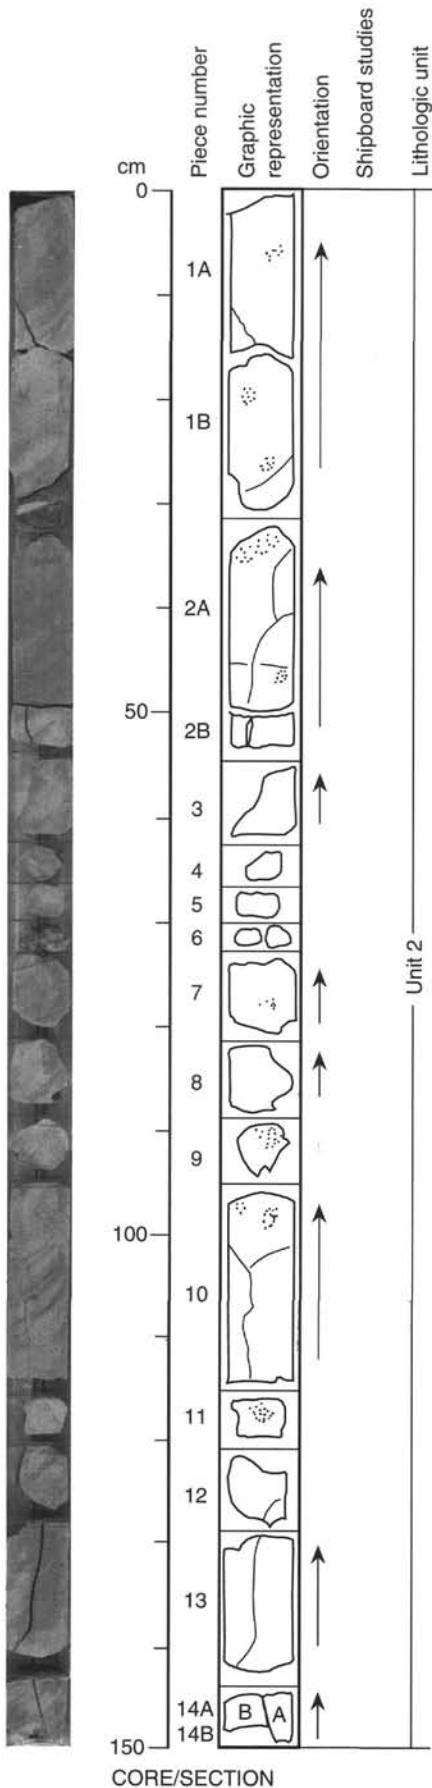 cm
Piece number
Graphic
representation
Orientation
Shipboard studies
Lithologic unit
0
1A
1B
2A
50
2B
3
4
5
6
7
Unit 2
8
9
100
10
11
12
13
14A
B
A
14B
150
CORE/SECTION